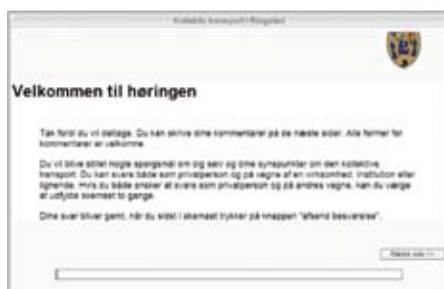 Kollektiv transport i Ringsted
Velkommen til høringen
Tak fordi du vil deltage. Du kan skrive dine kommentarer på de næste sider. Alle former for
kommentarer er velkomne.
Du vil blive stillet nogle spørgsmål om dig selv og dine synspunkter om den kollektive
transport. Du kan svare både som privatperson og på vegne af en virksomhed, institution eller
lignende. Hvis du både ønsker at svare som privatperson og på andres vegne, kan du vælge
at udfylde skemaet to gange.
Dine svar bliver gemt, når du sidst i skemaet trykker på knappen "afsend besvarelse".
Næste side >>